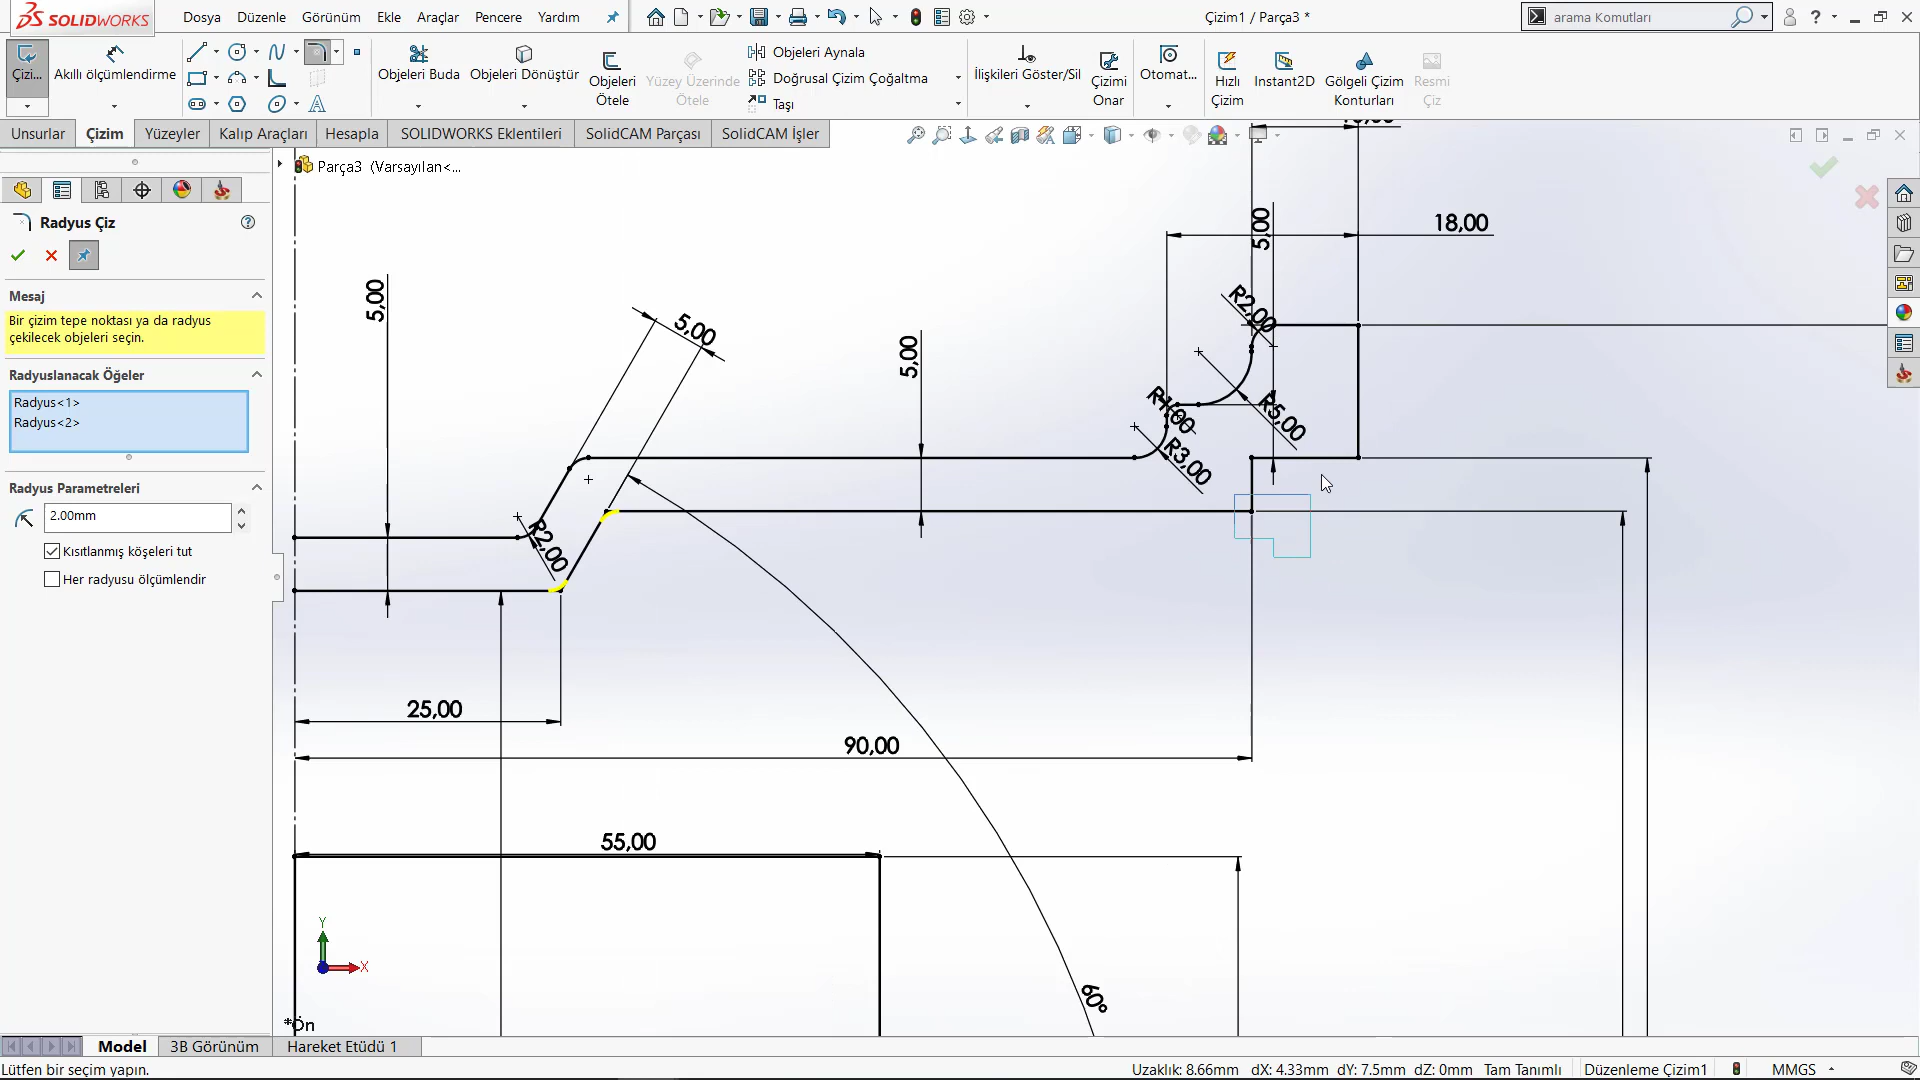 SOLIDWORKS
Dosya Düzenle Görünüm Ekle Araçlar Pencere Yardım
Çizim1 / Parça3 *
arama Komutları
Çizi...
Akıllı ölçümlendirme
Objeleri Buda
Objeleri Dönüştür
Objeleri Ötele
Yüzey Üzerinde Ötele
Objeleri Aynala
Doğrusal Çizim Çoğaltma
Taşı
İlişkileri Göster/Sil
Çizimi Onar
Otomat...
Hızlı Çizim
Instant2D
Gölgeli Çizim Konturları
Resmi Çiz
Unsurlar Çizim Yüzeyler Kalıp Araçları Hesapla SOLIDWORKS Eklentileri SolidCAM Parçası SolidCAM İşler
Parça3 (Varsayılan<...
Radyus Çiz
Mesaj
Bir çizim tepe noktası ya da radyus
çekilecek objeleri seçin.
Radyuslanacak Öğeler
Radyus<1>
Radyus<2>
Radyus Parametreleri
2.00mm
Kısıtlanmış köşeleri tut
Her radyusu ölçümlendir
18,00
5,00
R2,00
5,00
5,00
5,00
R1,00
R5,00
R3,00
R2,00
25,00
90,00
55,00
60°
Y
X
*Ön
Model 3B Görünüm Hareket Etüdü 1
Lütfen bir seçim yapın.
Uzaklık: 8.66mm dX: 4.33mm dY: 7.5mm dZ: 0mm Tam Tanımlı Düzenleme Çizim1 MMGS